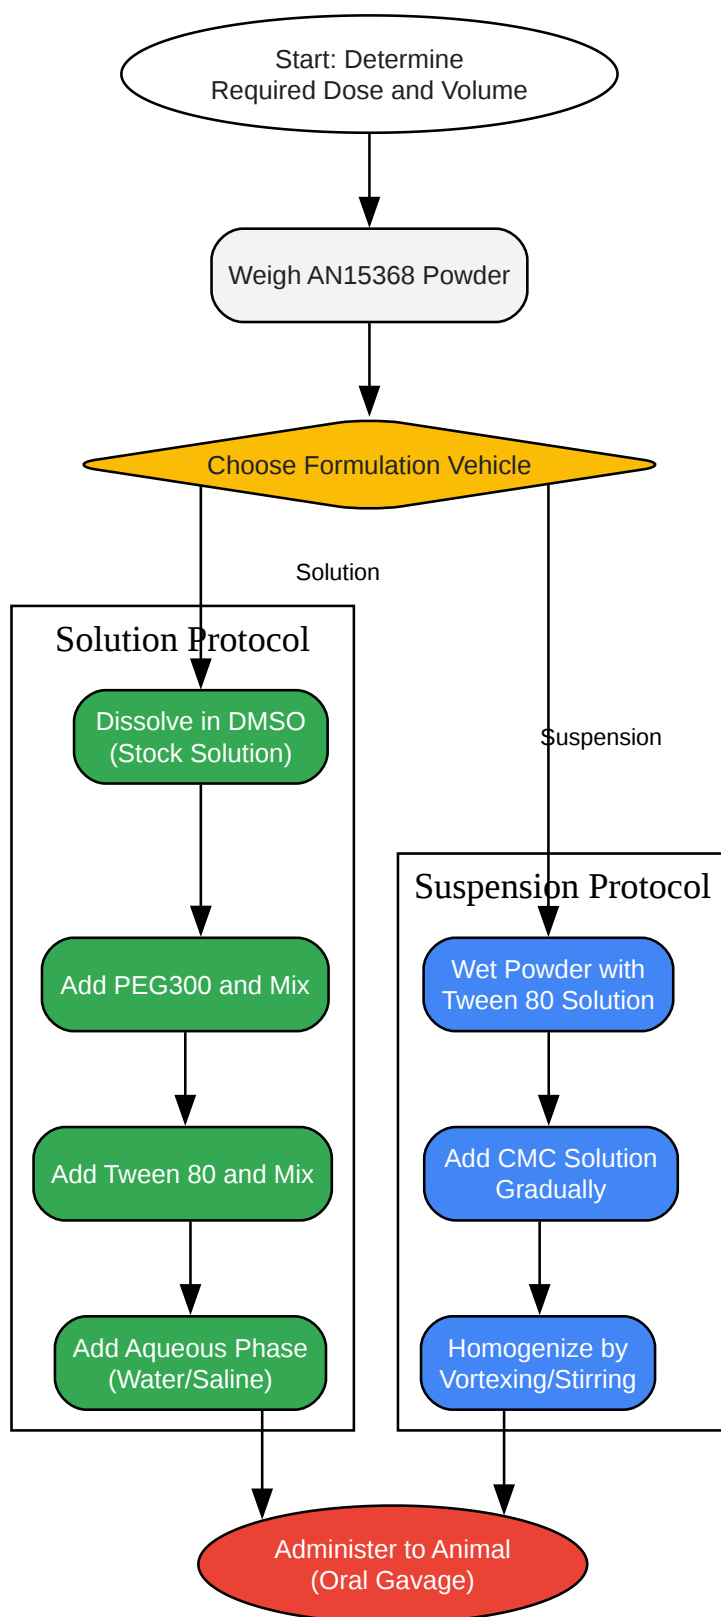 Start: Determine
Required Dose and Volume
Weigh AN15368 Powder
Choose Formulation Vehicle
Solution
Solution Protocol
Dissolve in DMSO
(Stock Solution)
Add PEG300 and Mix
Add Tween 80 and Mix
Add Aqueous Phase
(Water/Saline)
Suspension
Suspension Protocol
Wet Powder with
Tween 80 Solution
Add CMC Solution
Gradually
Homogenize by
Vortexing/Stirring
Administer to Animal
(Oral Gavage)